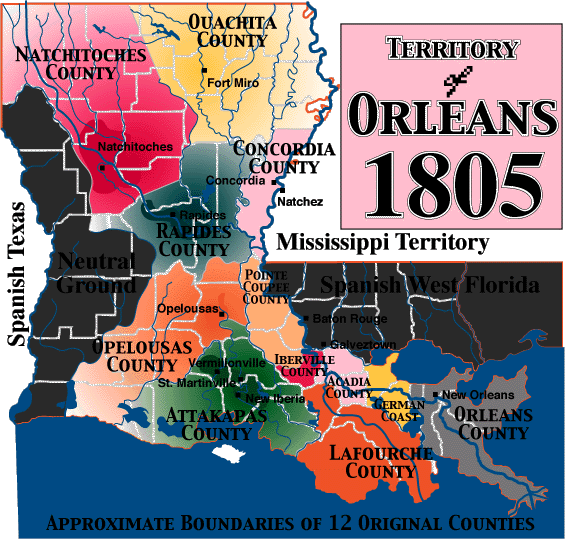 Territory
of
Orleans
1805
Ouachita
County
Natchitoches
County
Fort Miró
Natchitoches
Concordia
County
Concordia
Natchez
Rapides
Rapides
County
Mississippi Territory
Spanish Texas
Neutral
Ground
Pointe
Coupee
County
Spanish West Florida
Opelousas
Baton Rouge
Galveztown
Opelousas
County
Vermilionville
Iberville
County
St. Martinville
Acadia
County
New Iberia
New Orleans
German
Coast
Attakapas
County
Orleans
County
Lafourche
County
Approximate Boundaries of 12 Original Counties